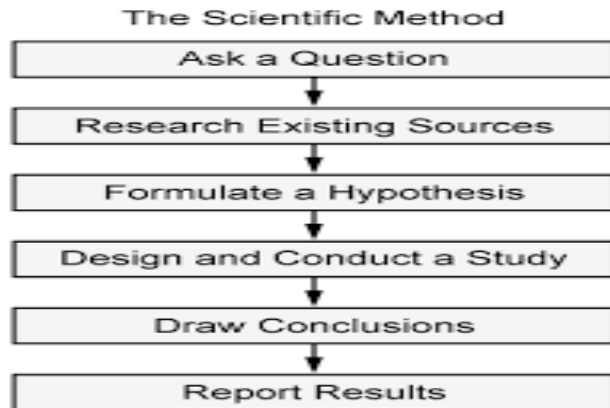 The Scientific Method
Ask a Question
Research Existing Sources
Formulate a Hypothesis
Design and Conduct a Study
Draw Conclusions
Report Results